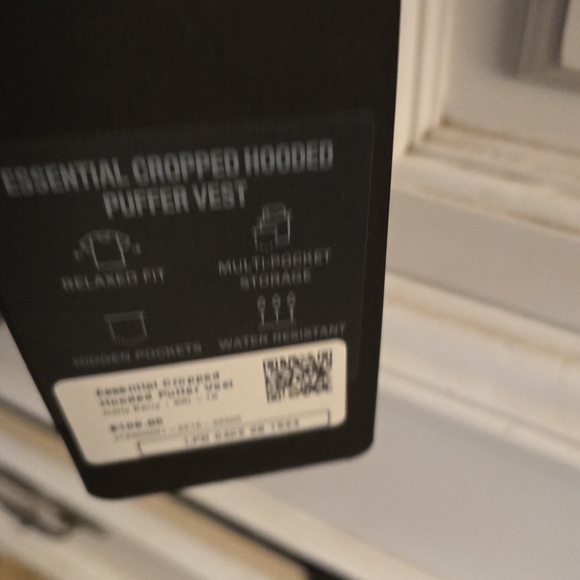 ESSENTIAL CROPPED HOODED
PUFFER VEST
RELAXED FIT
MULTI-POCKET
STORAGE
HIDDEN POCKETS
WATER RESISTANT
Essential Cropped
Hooded Puffer Vest